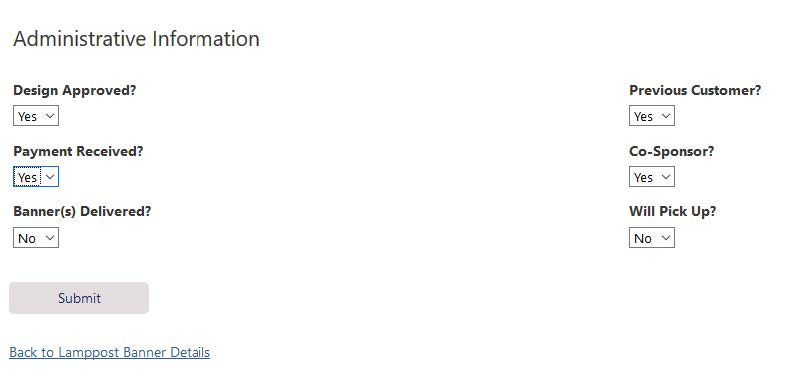 Administrative Information
Design Approved? Previous Customer?
Yes Yes
Payment Received? Co-Sponsor?
Yes Yes
Banner(s) Delivered? Will Pick Up?
No No
Submit
Back to Lamppost Banner Details